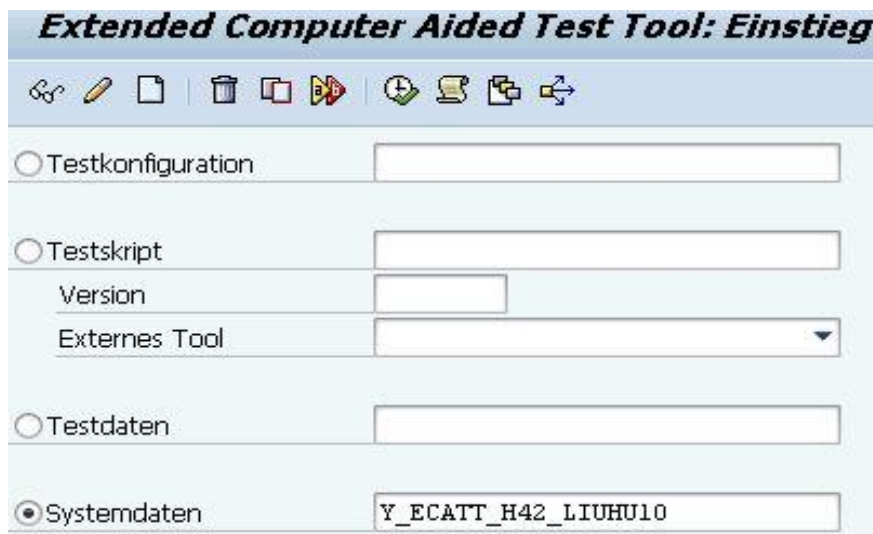 Extended Computer Aided Test Tool: Einstieg
Testkonfiguration
Testskript
Version
Externes Tool
Testdaten
Systemdaten Y_ECATT_H42_LIUHU10